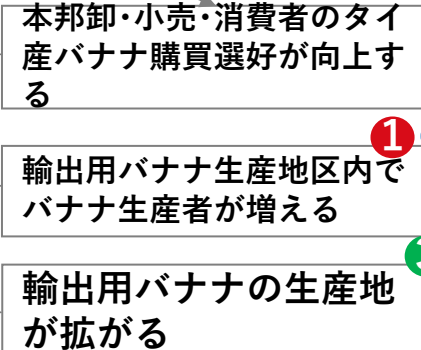 本邦卸･小売･消費者のタイ
産バナナ購買選好が向上す
る
1
輸出用バナナ生産地区内で
バナナ生産者が増える
輸出用バナナの生産地
が拡がる